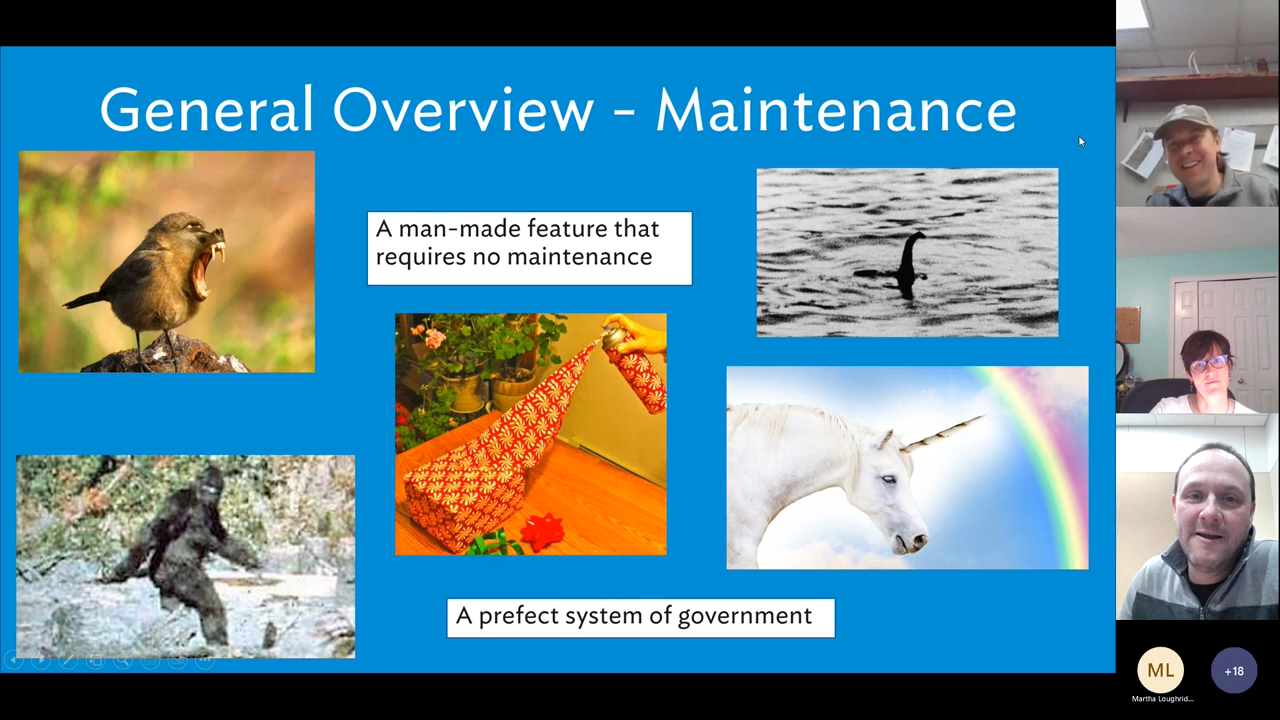 General Overview - Maintenance
A man-made feature that
requires no maintenance
A prefect system of government
ML
+18
Martha Loughrid...